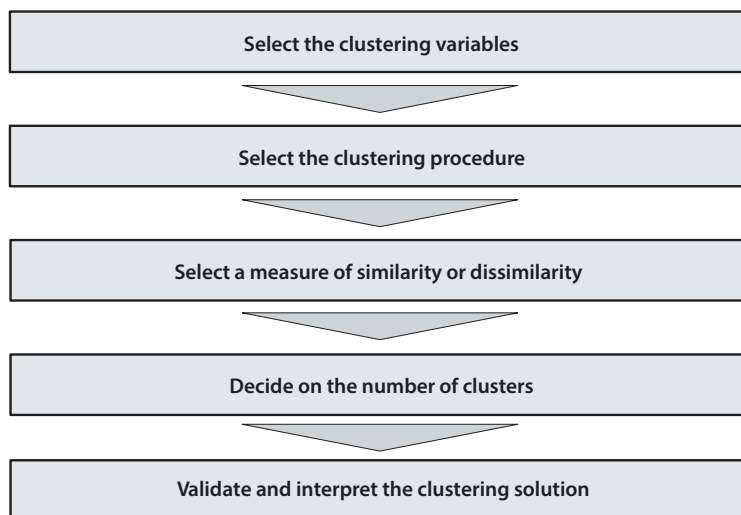 Select the clustering variables
Select the clustering procedure
Select a measure of similarity or dissimilarity
Decide on the number of clusters
Validate and interpret the clustering solution